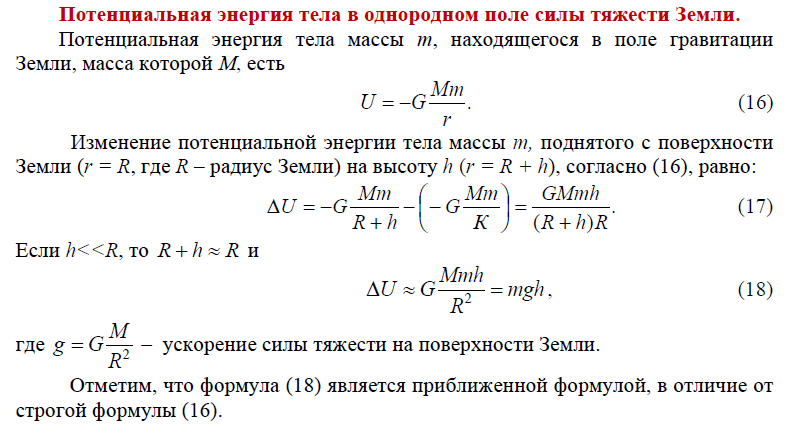 Потенциальная энергия тела в однородном поле силы тяжести Земли.
Потенциальная энергия тела массы m, находящегося в поле гравитации
Земли, масса которой M, есть
U = −G Mm/r. (16)
Изменение потенциальной энергии тела массы m, поднятого с поверхности
Земли (r = R, где R – радиус Земли) на высоту h (r = R + h), согласно (16), равно:
ΔU = −G Mm/(R + h) − (−G Mm/К) = GMmh/((R + h)R). (17)
Если h<<R, то R + h ≈ R и
ΔU ≈ G Mmh/R² = mgh, (18)
где g = G M/R² − ускорение силы тяжести на поверхности Земли.
Отметим, что формула (18) является приближенной формулой, в отличие от
строгой формулы (16).